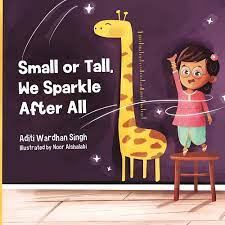 Small or Tall,
We Sparkle
After All
Aditi Wardhan Singh
Illustrated by Noor Alshalabi